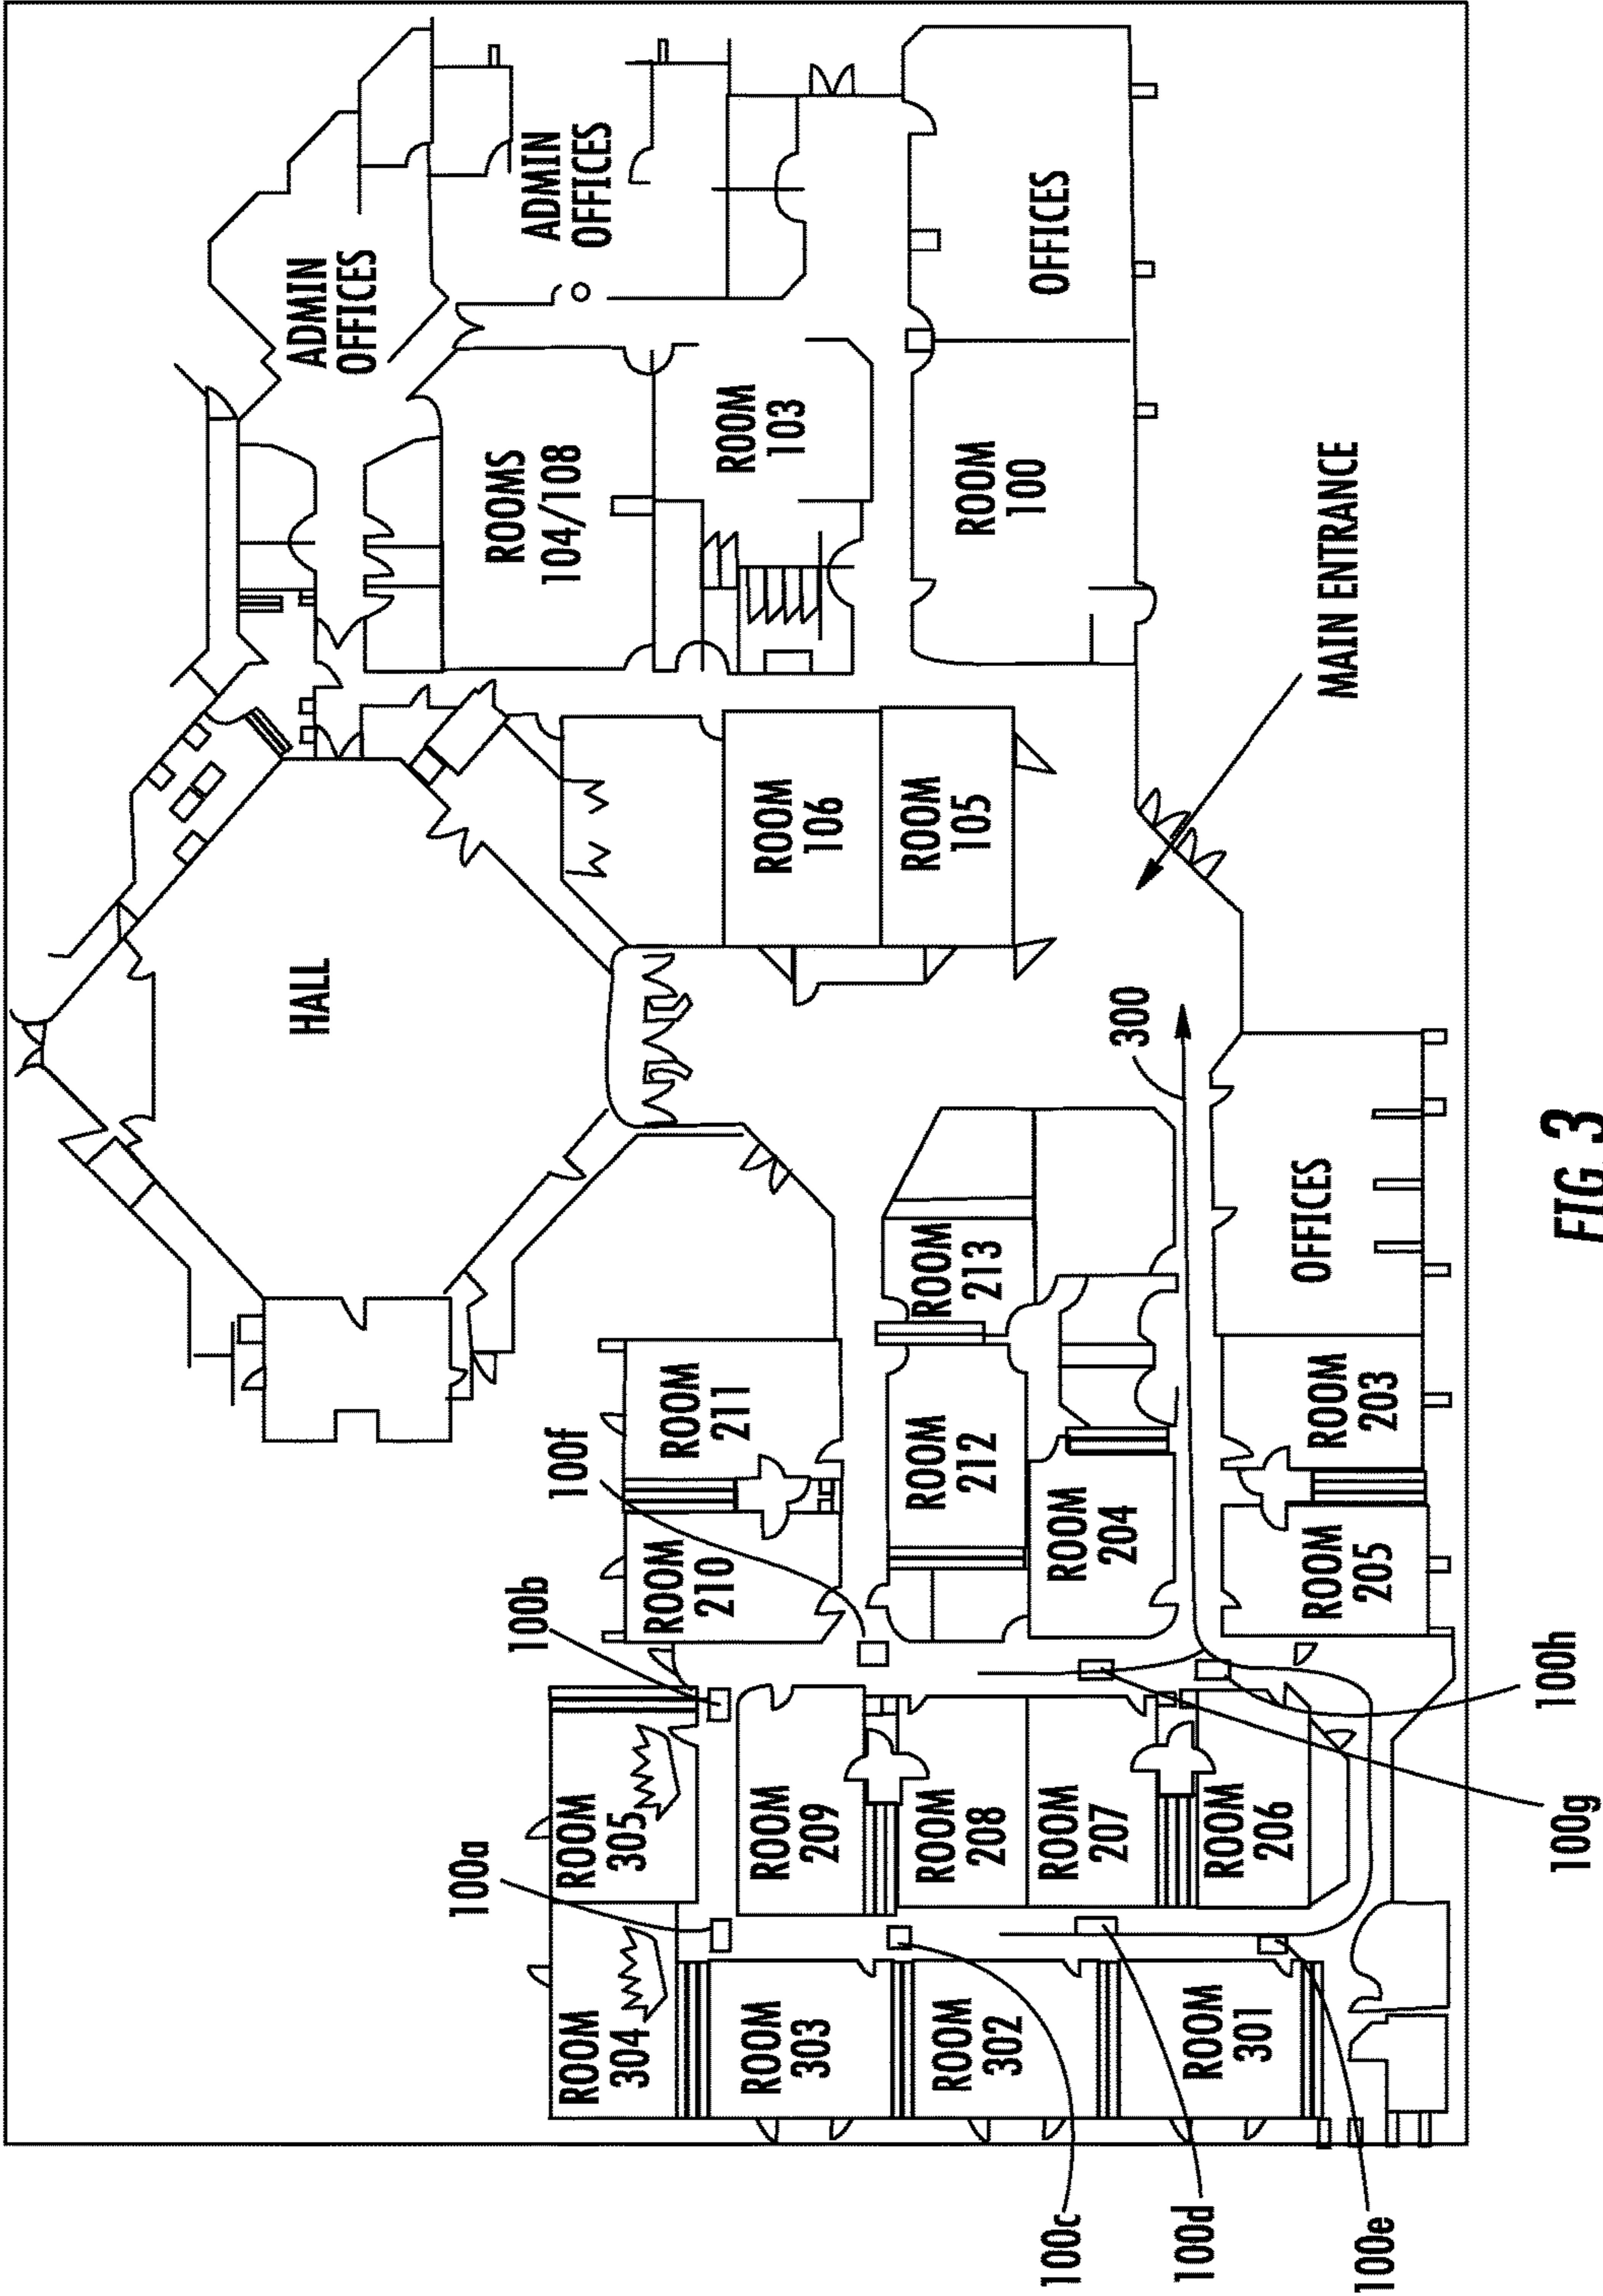 ADMIN
OFFICES
ADMIN
OFFICES
OFFICES
ROOMS
104/108
ROOM
103
ROOM
100
MAIN ENTRANCE
HALL
ROOM
106
ROOM
105
300
ROOM
213
OFFICES
ROOM
211
100f
ROOM
212
ROOM
203
ROOM
210
100b
ROOM
204
ROOM
205
100h
ROOM
305
100a
ROOM
209
ROOM
208
ROOM
207
ROOM
206
100g
ROOM
304
ROOM
303
ROOM
302
ROOM
301
100c
100d
100e
FIG. 3